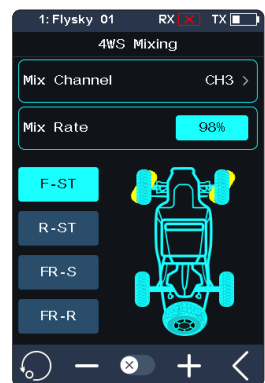 1: Flysky 01 RX TX
4WS Mixing
Mix Channel CH3 >
Mix Rate 98%
F-ST
R-ST
FR-S
FR-R